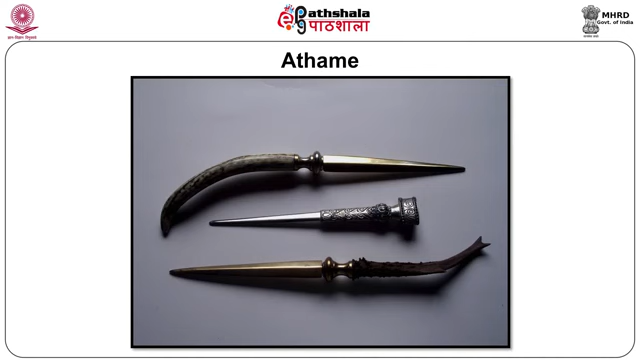 ePathshala
पाठशाला
MHRD
Govt. of India
Athame